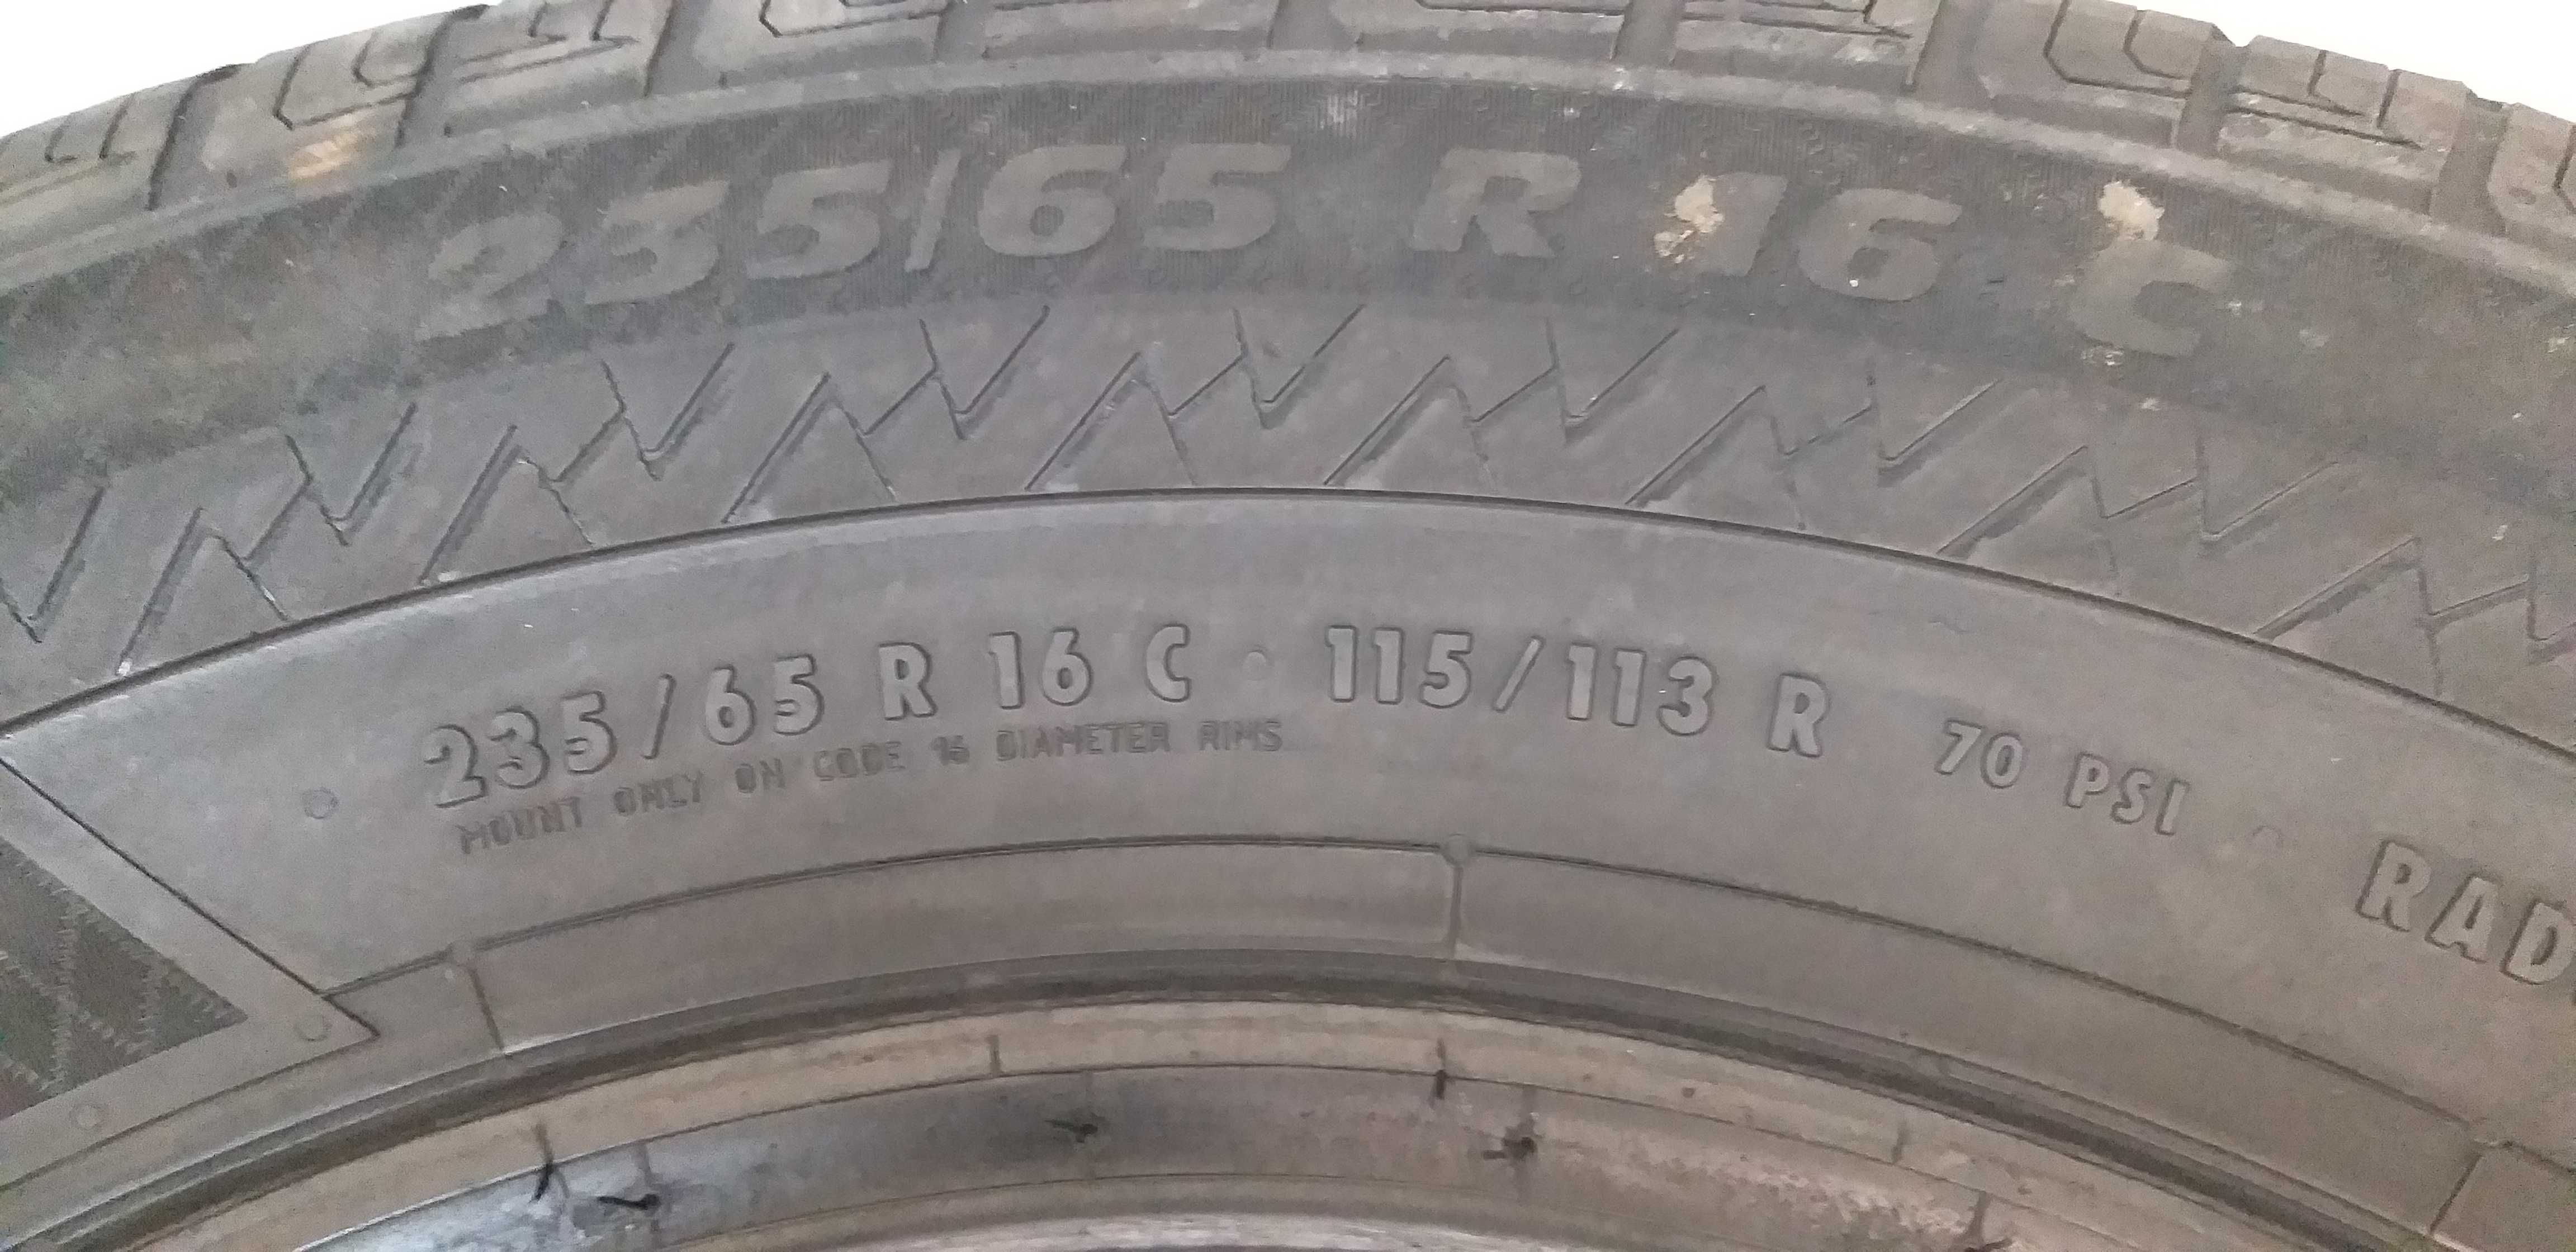 235/65 R 16 C
235/65 R 16 C · 115/113 R 70 PSI RAD
MOUNT ONLY ON CODE 16 DIAMETER RIMS